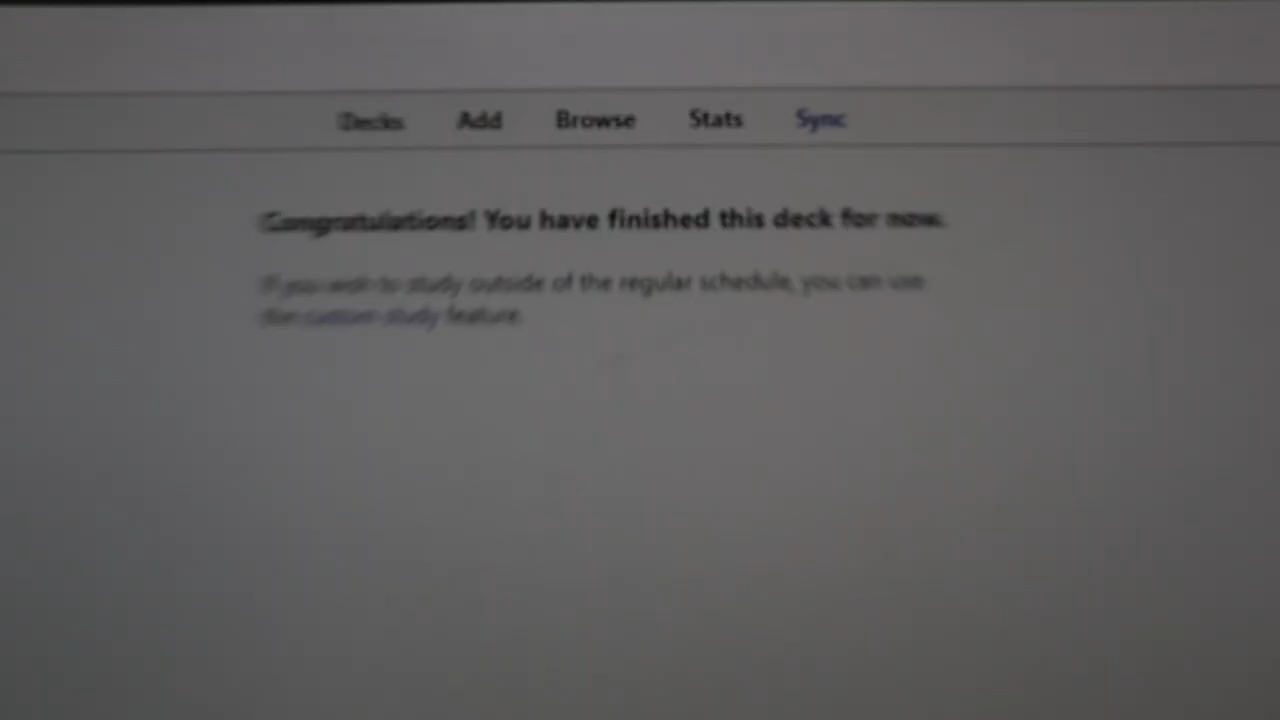 Decks Add Browse Stats Sync
Congratulations! You have finished this deck for now.
If you wish to study outside of the regular schedule, you can use
the custom study feature.